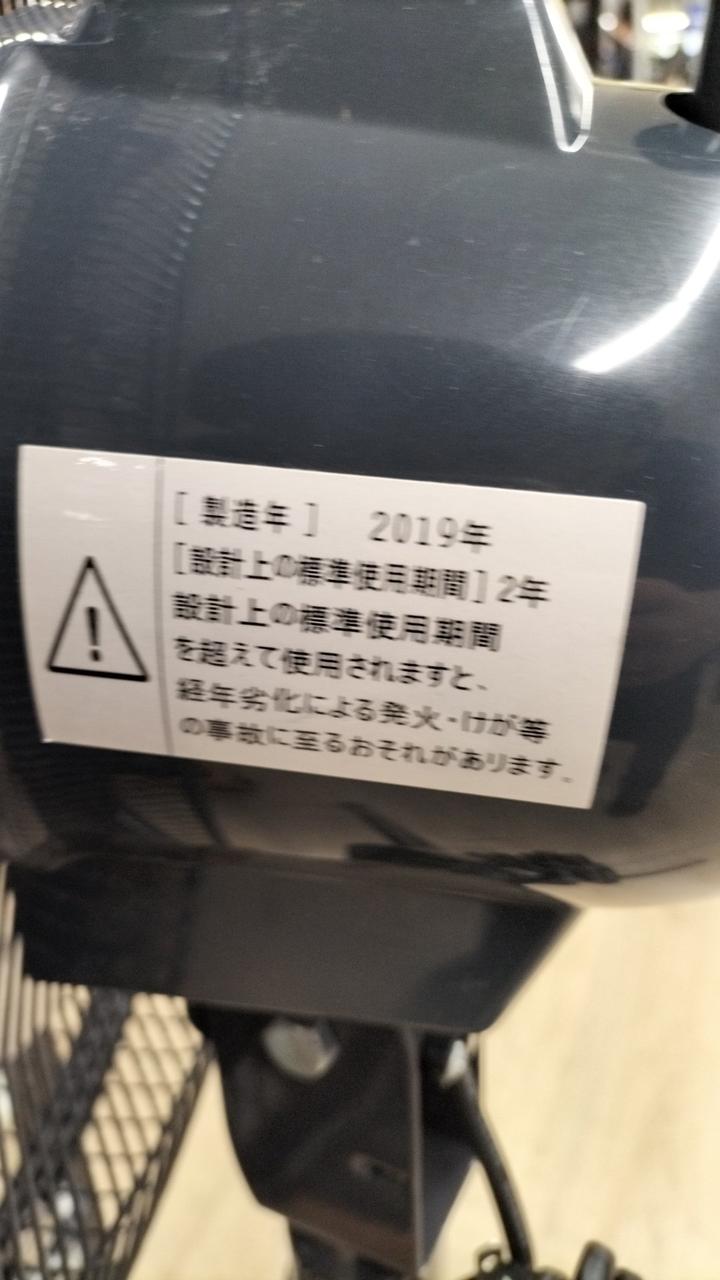 [ 製造年 ] 2019年
[設計上の標準使用期間] 2年
設計上の標準使用期間
を超えて使用されますと、
経年劣化による発火・けが等
の事故に至るおそれがあります。